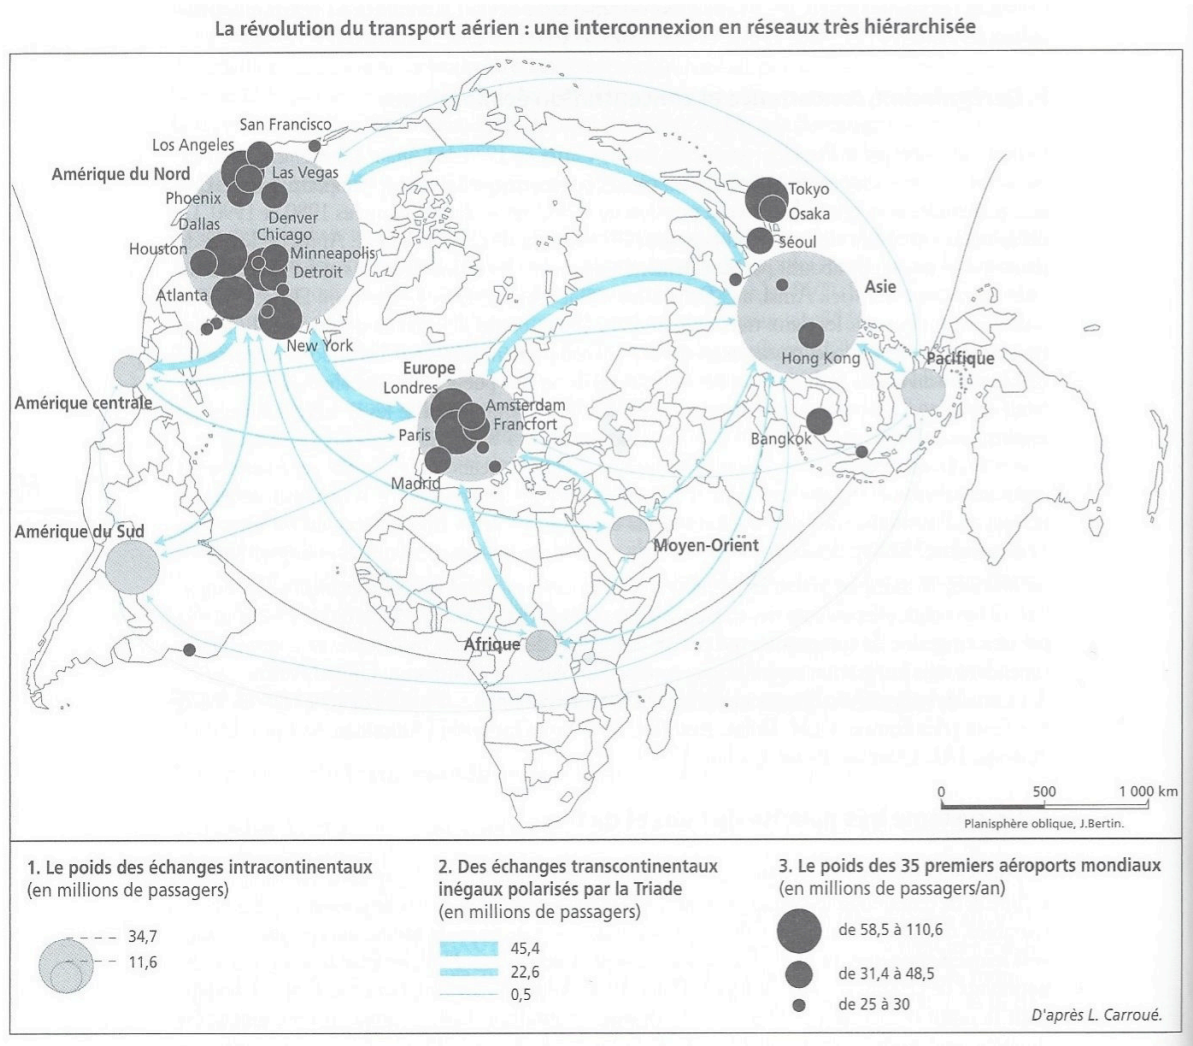 La révolution du transport aérien : une interconnexion en réseaux très hiérarchisée
San Francisco
Los Angeles
Amérique du Nord
Las Vegas
Phoenix
Denver
Dallas
Chicago
Houston
Minneapolis
Detroit
Atlanta
New York
Tokyo
Osaka
Séoul
Asie
Hong Kong
Pacifique
Bangkok
Europe
Londres
Amsterdam
Francfort
Paris
Madrid
Amérique centrale
Amérique du Sud
Moyen-Orient
Afrique
0 500 1 000 km
Planisphère oblique, J.Bertin.
1. Le poids des échanges intracontinentaux
(en millions de passagers)
34,7
11,6
2. Des échanges transcontinentaux
inégaux polarisés par la Triade
(en millions de passagers)
45,4
22,6
0,5
3. Le poids des 35 premiers aéroports mondiaux
(en millions de passagers/an)
de 58,5 à 110,6
de 31,4 à 48,5
de 25 à 30
D'après L. Carroué.